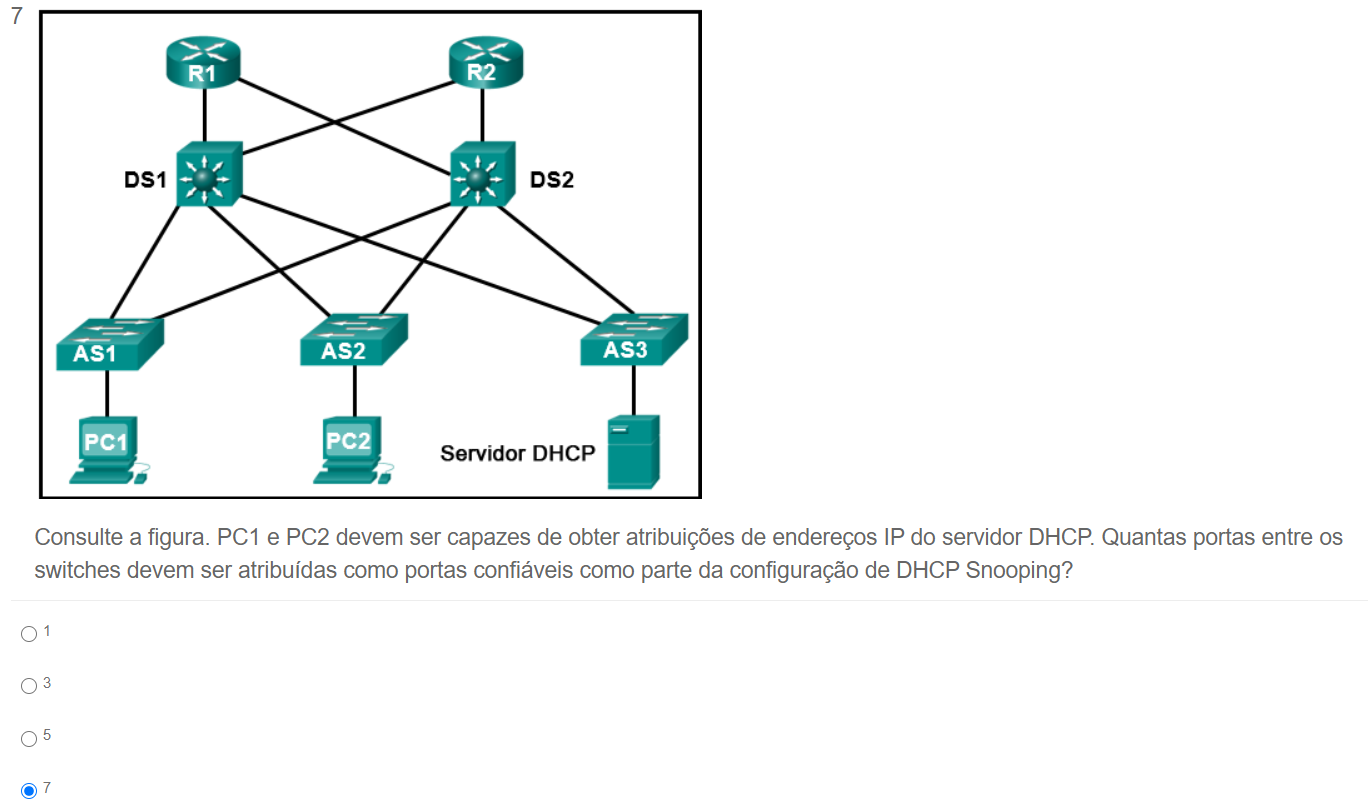 7
R1
R2
DS1
DS2
AS1
AS2
AS3
PC1
PC2
Servidor DHCP
Consulte a figura. PC1 e PC2 devem ser capazes de obter atribuições de endereços IP do servidor DHCP. Quantas portas entre os
switches devem ser atribuídas como portas confiáveis como parte da configuração de DHCP Snooping?
1
3
5
7